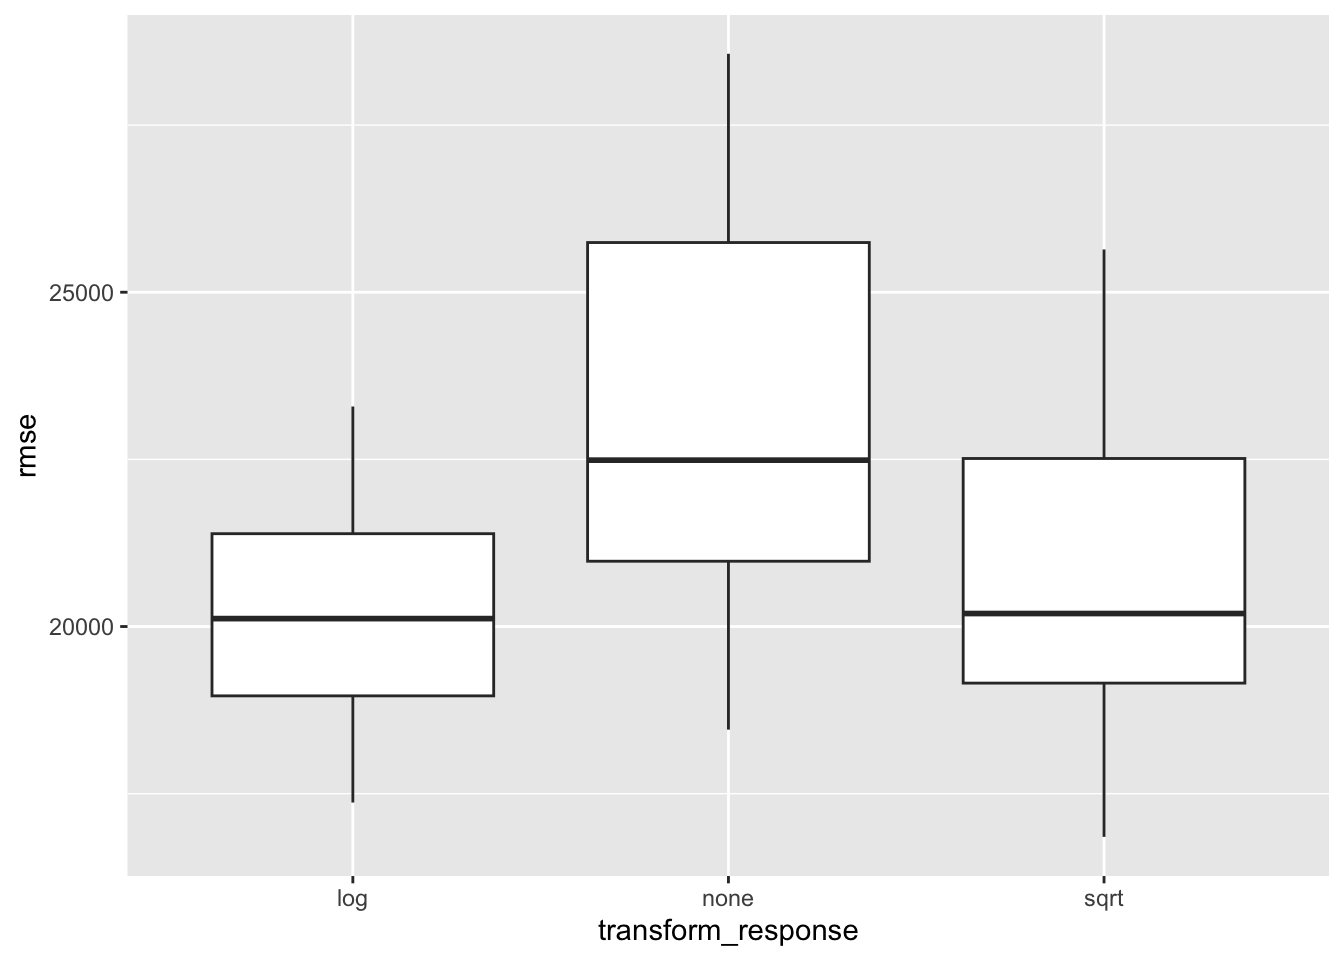 rmse
25000
20000
log none sqrt
transform_response